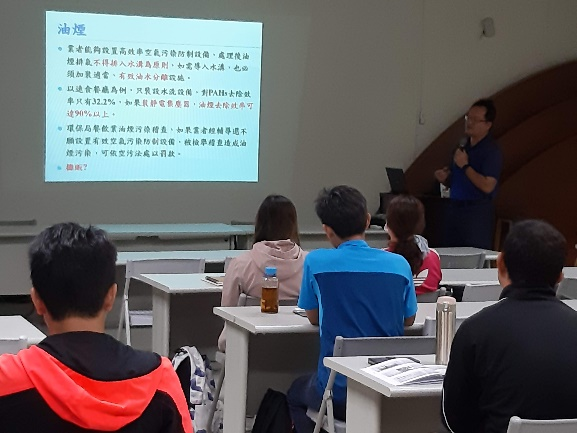 油煙
業者能夠設置高效率空氣污染防制設備，處理後油
煙排氣不得排入水溝為原則，如需導入水溝，也必
須加裝適當、有效油水分離設施。
以速食餐廳為例，只裝設水洗設備，對PAHs去除效
率只有32.2%，如果裝靜電集塵器，油煙去除效率可
達90%以上。
環保局餐飲業油煙污染稽查，如果業者經輔導還不
願設置有效空氣污染防制設備，被檢舉稽查造成油
煙污染，可依空污法處以罰款。